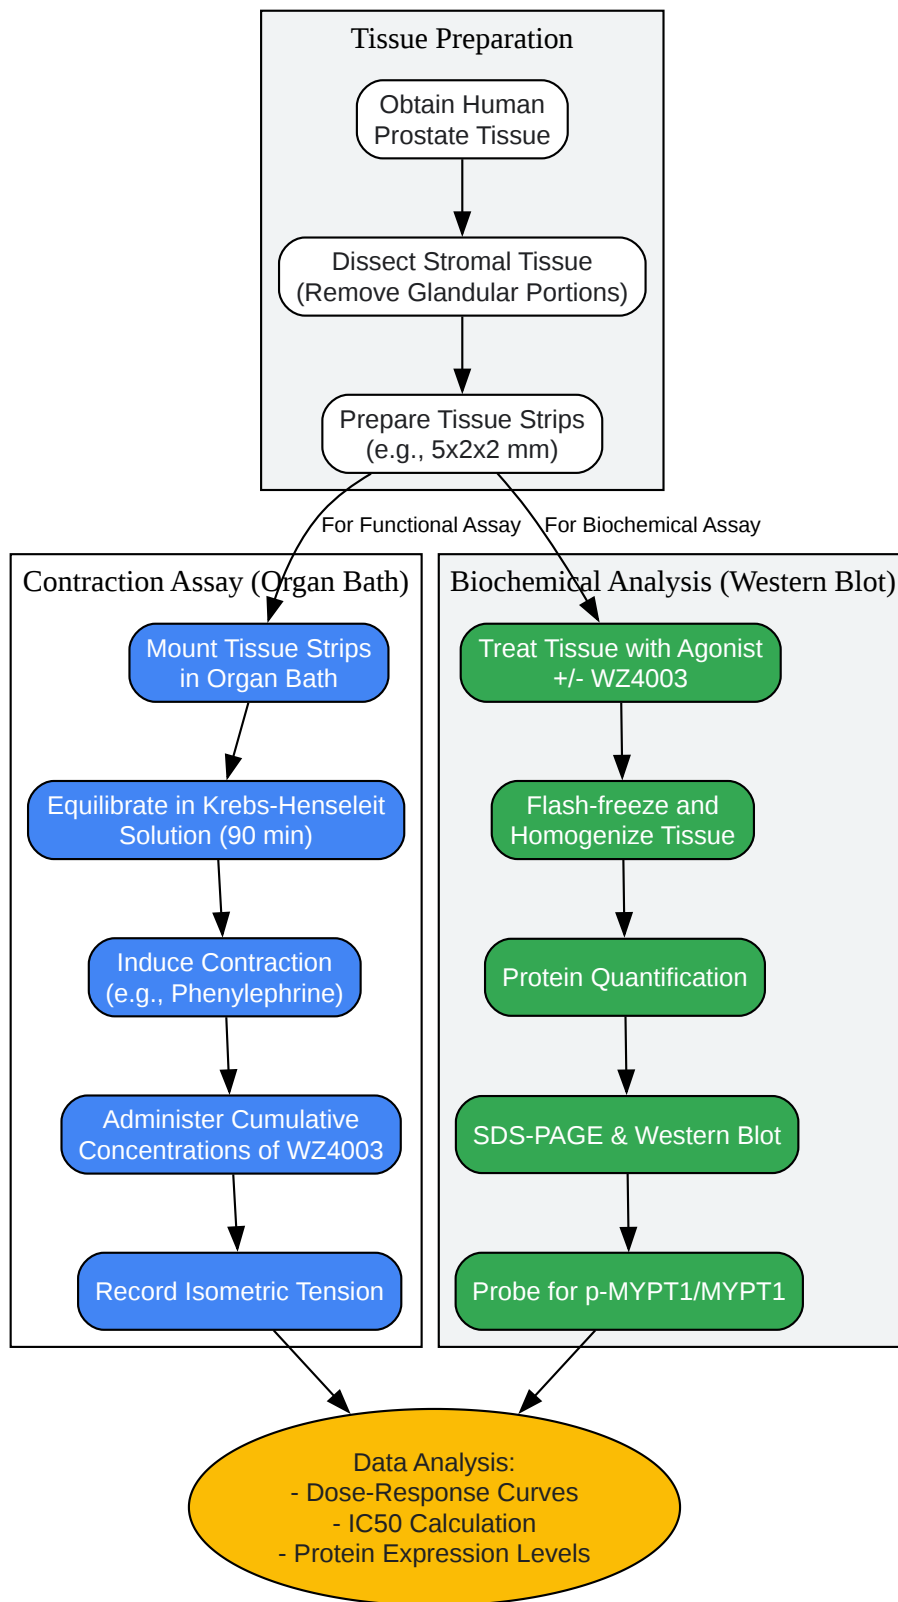 Tissue Preparation
Obtain Human
Prostate Tissue
Dissect Stromal Tissue
(Remove Glandular Portions)
Prepare Tissue Strips
(e.g., 5x2x2 mm)
For Functional Assay
For Biochemical Assay
Contraction Assay (Organ Bath)
Mount Tissue Strips
in Organ Bath
Equilibrate in Krebs-Henseleit
Solution (90 min)
Induce Contraction
(e.g., Phenylephrine)
Administer Cumulative
Concentrations of WZ4003
Record Isometric Tension
Biochemical Analysis (Western Blot)
Treat Tissue with Agonist
+/- WZ4003
Flash-freeze and
Homogenize Tissue
Protein Quantification
SDS-PAGE & Western Blot
Probe for p-MYPT1/MYPT1
Data Analysis:
- Dose-Response Curves
- IC50 Calculation
- Protein Expression Levels